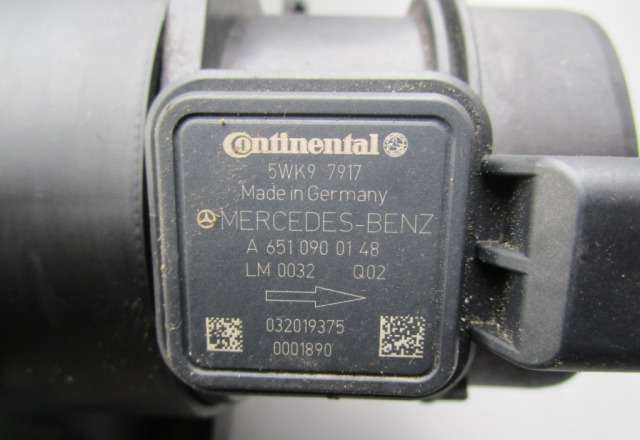 Continental
5WK9 7917
Made in Germany
MERCEDES-BENZ
A 651 090 01 48
LM 0032 Q02
032019375
0001890